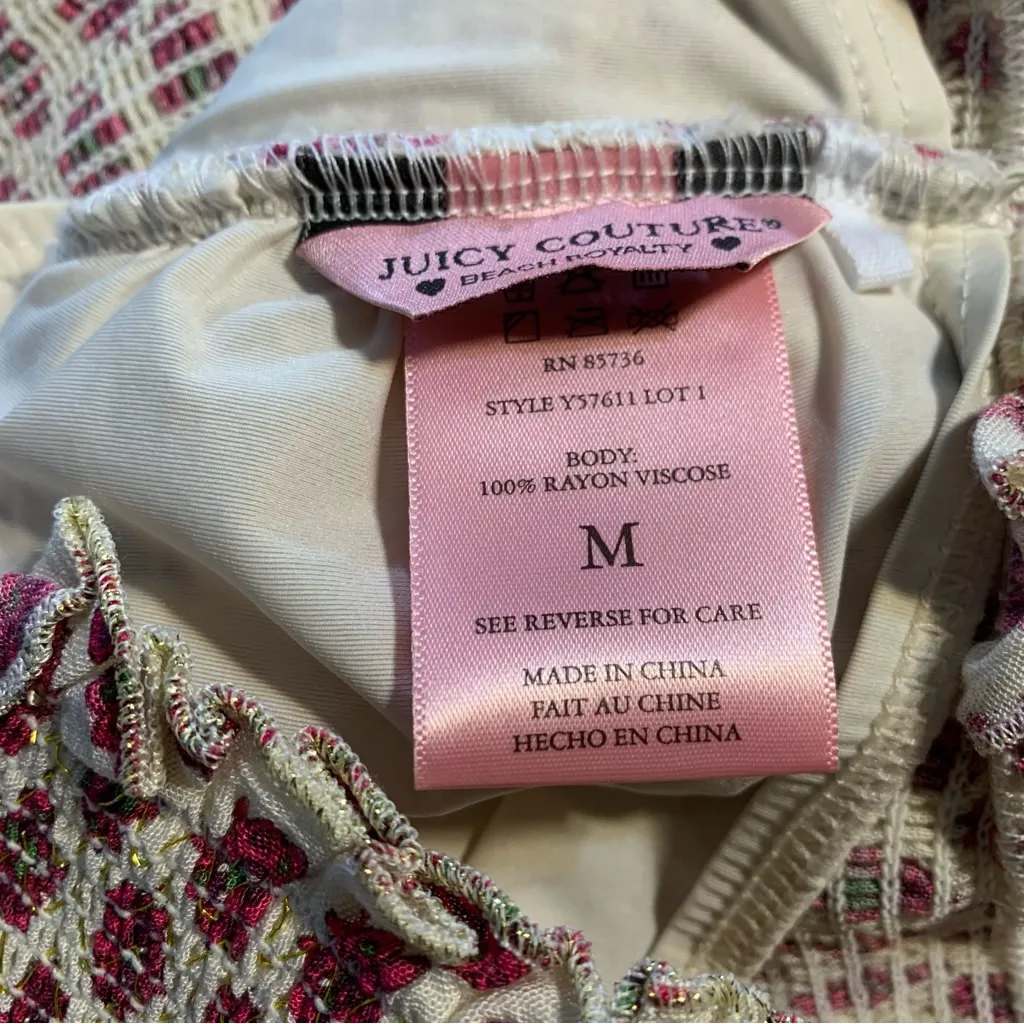 JUICY COUTURE®
BEACH ROYALTY
RN 85736
STYLE Y57611 LOT 1
BODY:
100% RAYON VISCOSE
M
SEE REVERSE FOR CARE
MADE IN CHINA
FAIT AU CHINE
HECHO EN CHINA